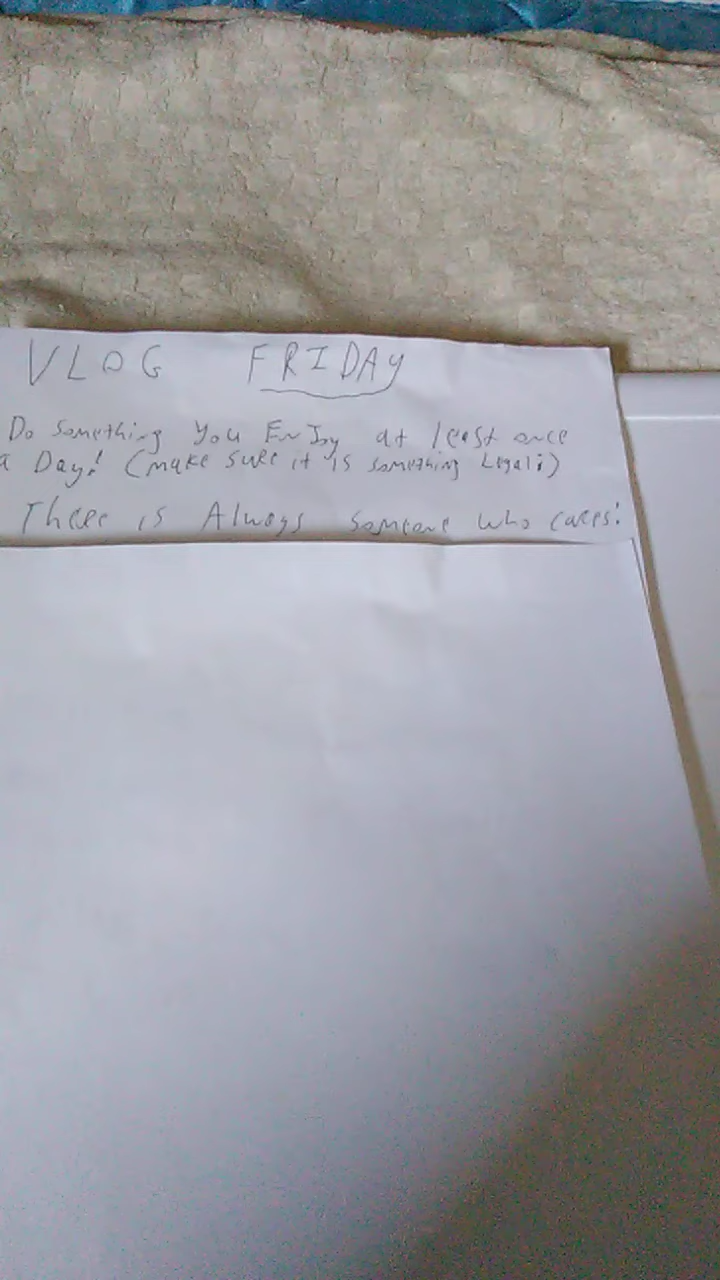 VLOG FRIDAY
Do something you EnJoy at least once
a Day! (make sure it is something Legal:)
There is Always someone who cares!